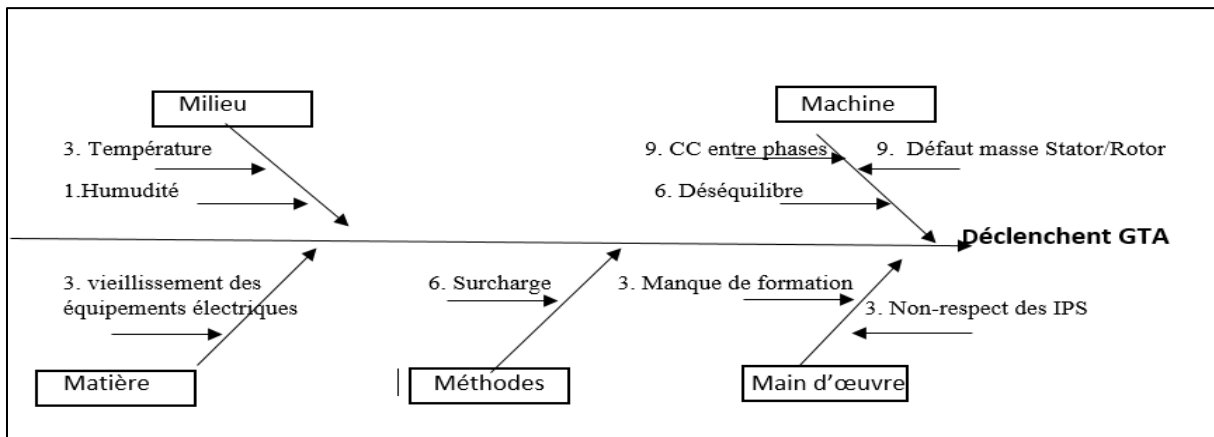 Milieu
Machine
3. Température
9. CC entre phases
9. Défaut masse Stator/Rotor
1.Humudité
6. Déséquilibre
Déclenchent GTA
3. vieillissement des
équipements électriques
6. Surcharge
3. Manque de formation
3. Non-respect des IPS
Matière
Méthodes
Main d'œuvre